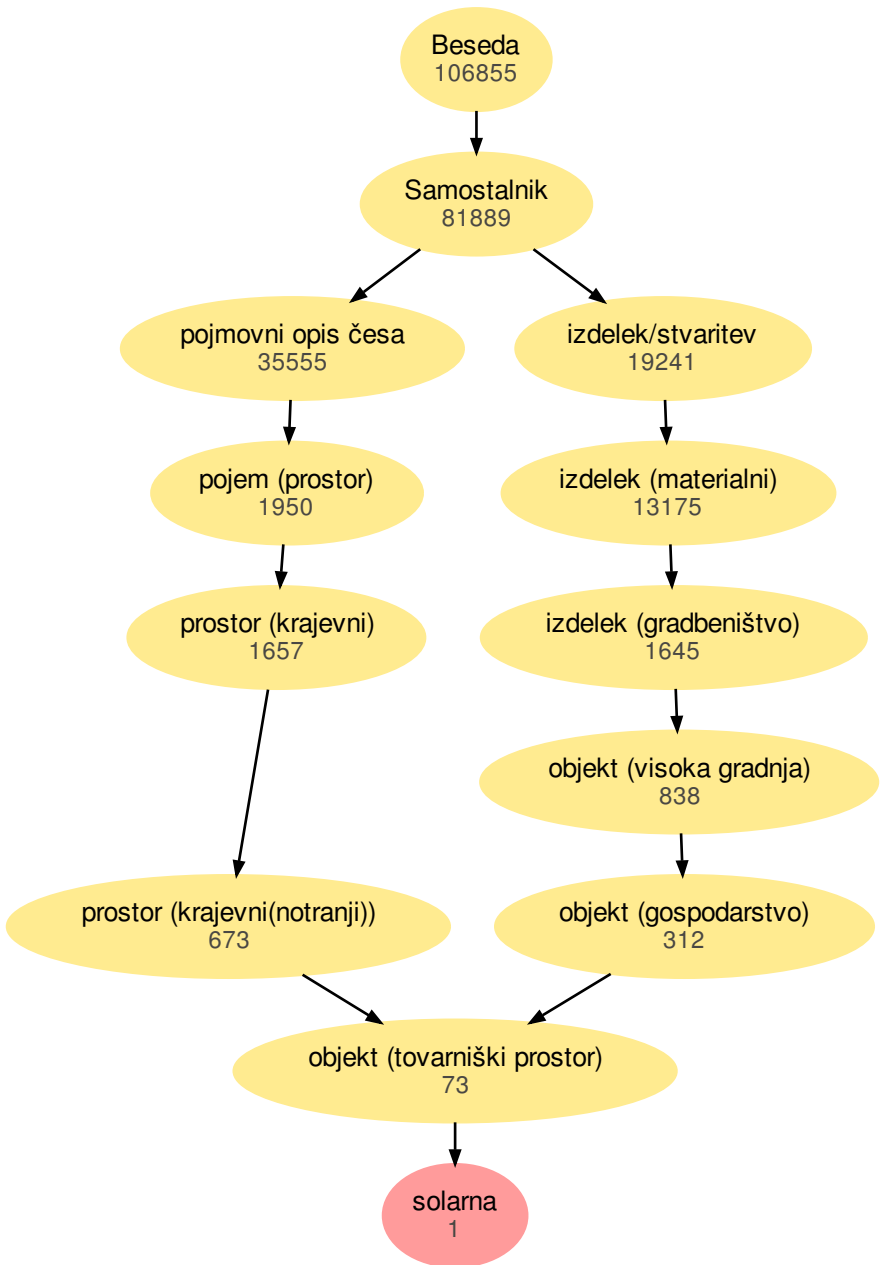 Beseda
106855
Samostalnik
81889
pojmovni opis česa
35555
izdelek/stvaritev
19241
pojem (prostor)
1950
izdelek (materialni)
13175
prostor (krajevni)
1657
izdelek (gradbeništvo)
1645
objekt (visoka gradnja)
838
prostor (krajevni(notranji))
673
objekt (gospodarstvo)
312
objekt (tovarniški prostor)
73
solarna
1